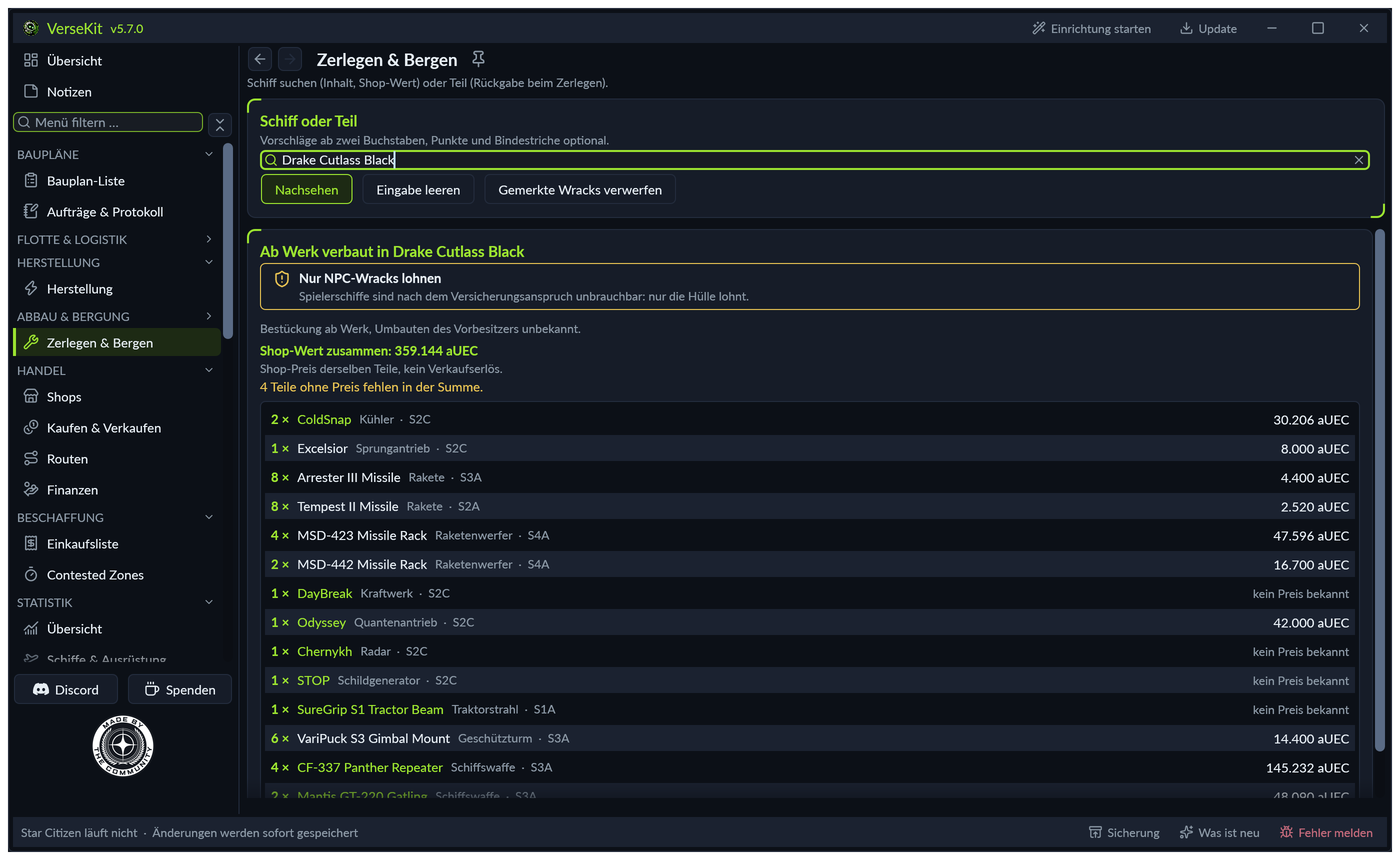 VerseKit v5.7.0
Einrichtung starten
Update
Übersicht
Notizen
Menü filtern ...
BAUPLÄNE
Bauplan-Liste
Aufträge & Protokoll
FLOTTE & LOGISTIK
HERSTELLUNG
Herstellung
ABBAU & BERGUNG
Zerlegen & Bergen
HANDEL
Shops
Kaufen & Verkaufen
Routen
Finanzen
BESCHAFFUNG
Einkaufsliste
Contested Zones
STATISTIK
Übersicht
Schiffe & Ausrüstung
Discord
Spenden
MADE BY
THE COMMUNITY
Zerlegen & Bergen
Schiff suchen (Inhalt, Shop-Wert) oder Teil (Rückgabe beim Zerlegen).
Schiff oder Teil
Vorschläge ab zwei Buchstaben, Punkte und Bindestriche optional.
Drake Cutlass Black
Nachsehen
Eingabe leeren
Gemerkte Wracks verwerfen
Ab Werk verbaut in Drake Cutlass Black
Nur NPC-Wracks lohnen
Spielerschiffe sind nach dem Versicherungsanspruch unbrauchbar: nur die Hülle lohnt.
Bestückung ab Werk, Umbauten des Vorbesitzers unbekannt.
Shop-Wert zusammen: 359.144 aUEC
Shop-Preis derselben Teile, kein Verkaufserlös.
4 Teile ohne Preis fehlen in der Summe.
2 × ColdSnap Kühler · S2C 30.206 aUEC
1 × Excelsior Sprungantrieb · S2C 8.000 aUEC
8 × Arrester III Missile Rakete · S3A 4.400 aUEC
8 × Tempest II Missile Rakete · S2A 2.520 aUEC
4 × MSD-423 Missile Rack Raketenwerfer · S4A 47.596 aUEC
2 × MSD-442 Missile Rack Raketenwerfer · S4A 16.700 aUEC
1 × DayBreak Kraftwerk · S2C kein Preis bekannt
1 × Odyssey Quantenantrieb · S2C 42.000 aUEC
1 × Chernykh Radar · S2C kein Preis bekannt
1 × STOP Schildgenerator · S2C kein Preis bekannt
1 × SureGrip S1 Tractor Beam Traktorstrahl · S1A kein Preis bekannt
6 × VariPuck S3 Gimbal Mount Geschützturm · S3A 14.400 aUEC
4 × CF-337 Panther Repeater Schiffswaffe · S3A 145.232 aUEC
2 × Mantis GT-220 Gatling Schiffswaffe · S3A 48.090 aUEC
Star Citizen läuft nicht · Änderungen werden sofort gespeichert
Sicherung
Was ist neu
Fehler melden